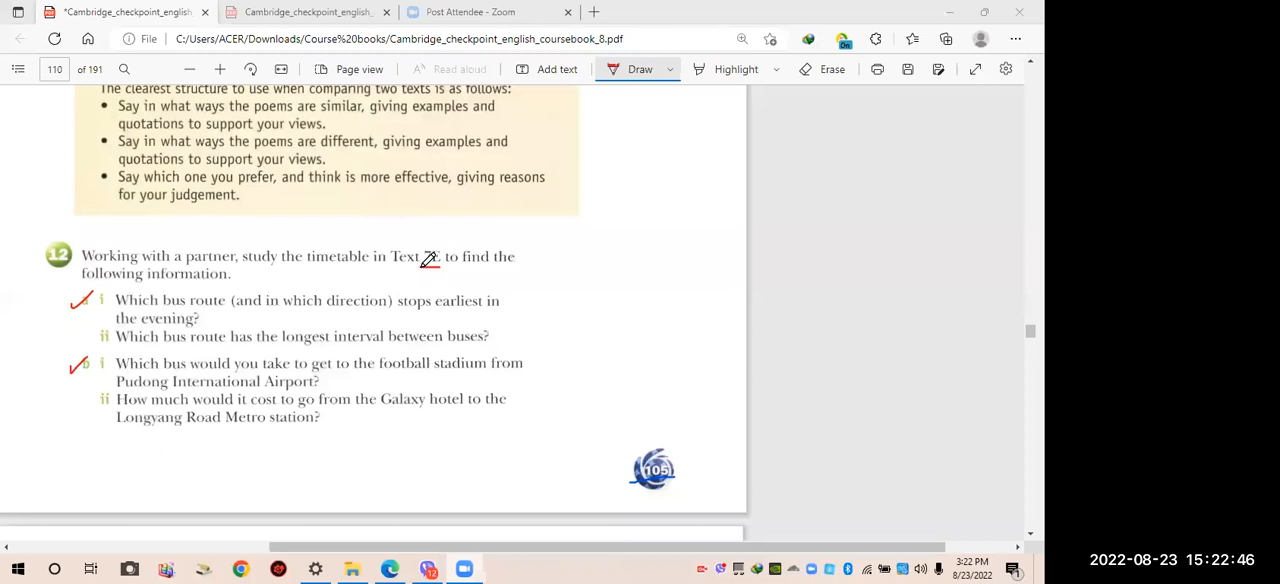 *Cambridge_checkpoint_english
Cambridge_checkpoint_english_
Post Attendee - Zoom
File
C:/Users/ACER/Downloads/Course%20books/Cambridge_checkpoint_english_coursebook_8.pdf
On
110 of 191
Page view
Read aloud
Add text
Draw
Highlight
Erase
The clearest structure to use when comparing two texts is as follows:
• Say in what ways the poems are similar, giving examples and
quotations to support your views.
• Say in what ways the poems are different, giving examples and
quotations to support your views.
• Say which one you prefer, and think is more effective, giving reasons
for your judgement.
12 Working with a partner, study the timetable in Text to find the
following information.
a i Which bus route (and in which direction) stops earliest in
the evening?
ii Which bus route has the longest interval between buses?
b i Which bus would you take to get to the football stadium from
Pudong International Airport?
ii How much would it cost to go from the Galaxy hotel to the
Longyang Road Metro station?
105
12
3:22 PM
8/23/2022
1
2022-08-23 15:22:46